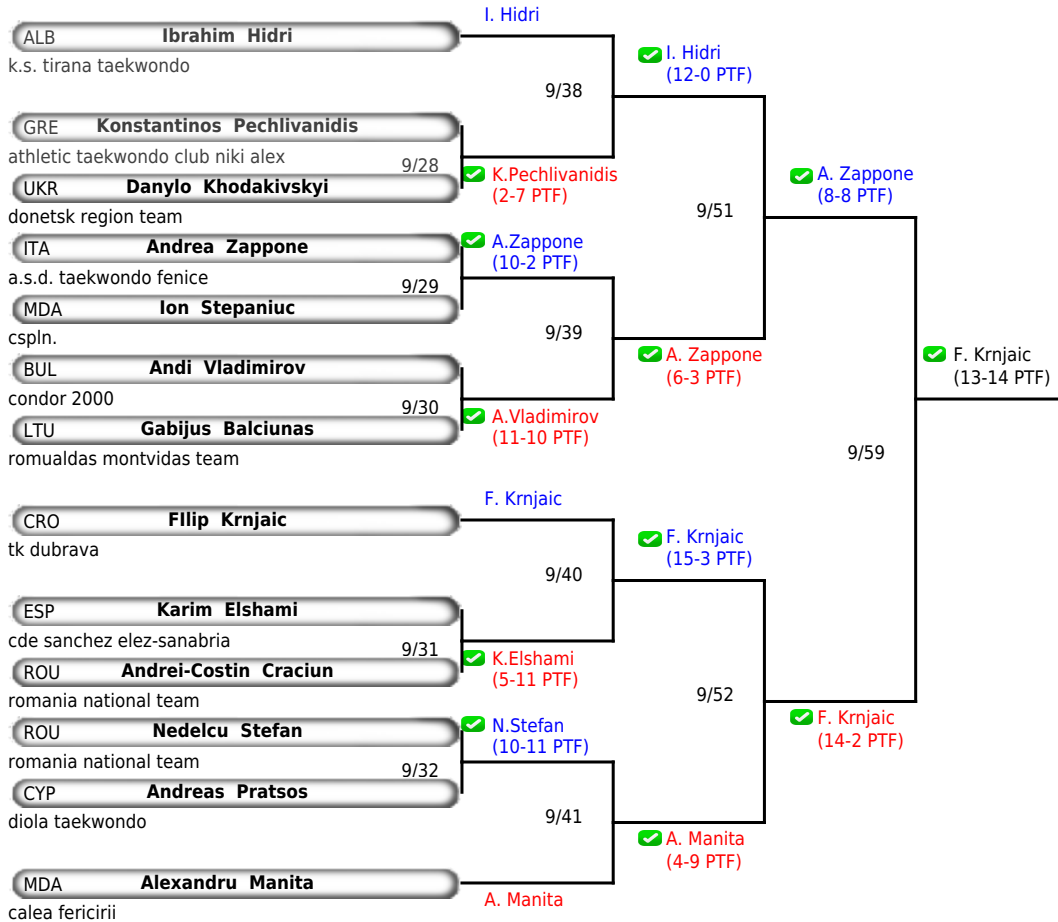 I. Hidri
ALB Ibrahim Hidri
k.s. tirana taekwondo
I. Hidri
(12-0 PTF)
9/38
GRE Konstantinos Pechlivanidis
athletic taekwondo club niki alex
9/28
K.Pechlivanidis
(2-7 PTF)
UKR Danylo Khodakivskyi
donetsk region team
A. Zappone
(8-8 PTF)
9/51
ITA Andrea Zappone
a.s.d. taekwondo fenice
A.Zappone
(10-2 PTF)
9/29
MDA Ion Stepaniuc
cspln.
9/39
BUL Andi Vladimirov
condor 2000
A. Zappone
(6-3 PTF)
F. Krnjaic
(13-14 PTF)
9/30
A.Vladimirov
(11-10 PTF)
LTU Gabijus Balciunas
romualdas montvidas team
9/59
F. Krnjaic
CRO FIlip Krnjaic
tk dubrava
F. Krnjaic
(15-3 PTF)
9/40
ESP Karim Elshami
cde sanchez elez-sanabria
9/31
K.Elshami
(5-11 PTF)
ROU Andrei-Costin Craciun
romania national team
9/52
F. Krnjaic
(14-2 PTF)
ROU Nedelcu Stefan
romania national team
N.Stefan
(10-11 PTF)
9/32
CYP Andreas Pratsos
diola taekwondo
9/41
A. Manita
(4-9 PTF)
MDA Alexandru Manita
calea fericirii
A. Manita